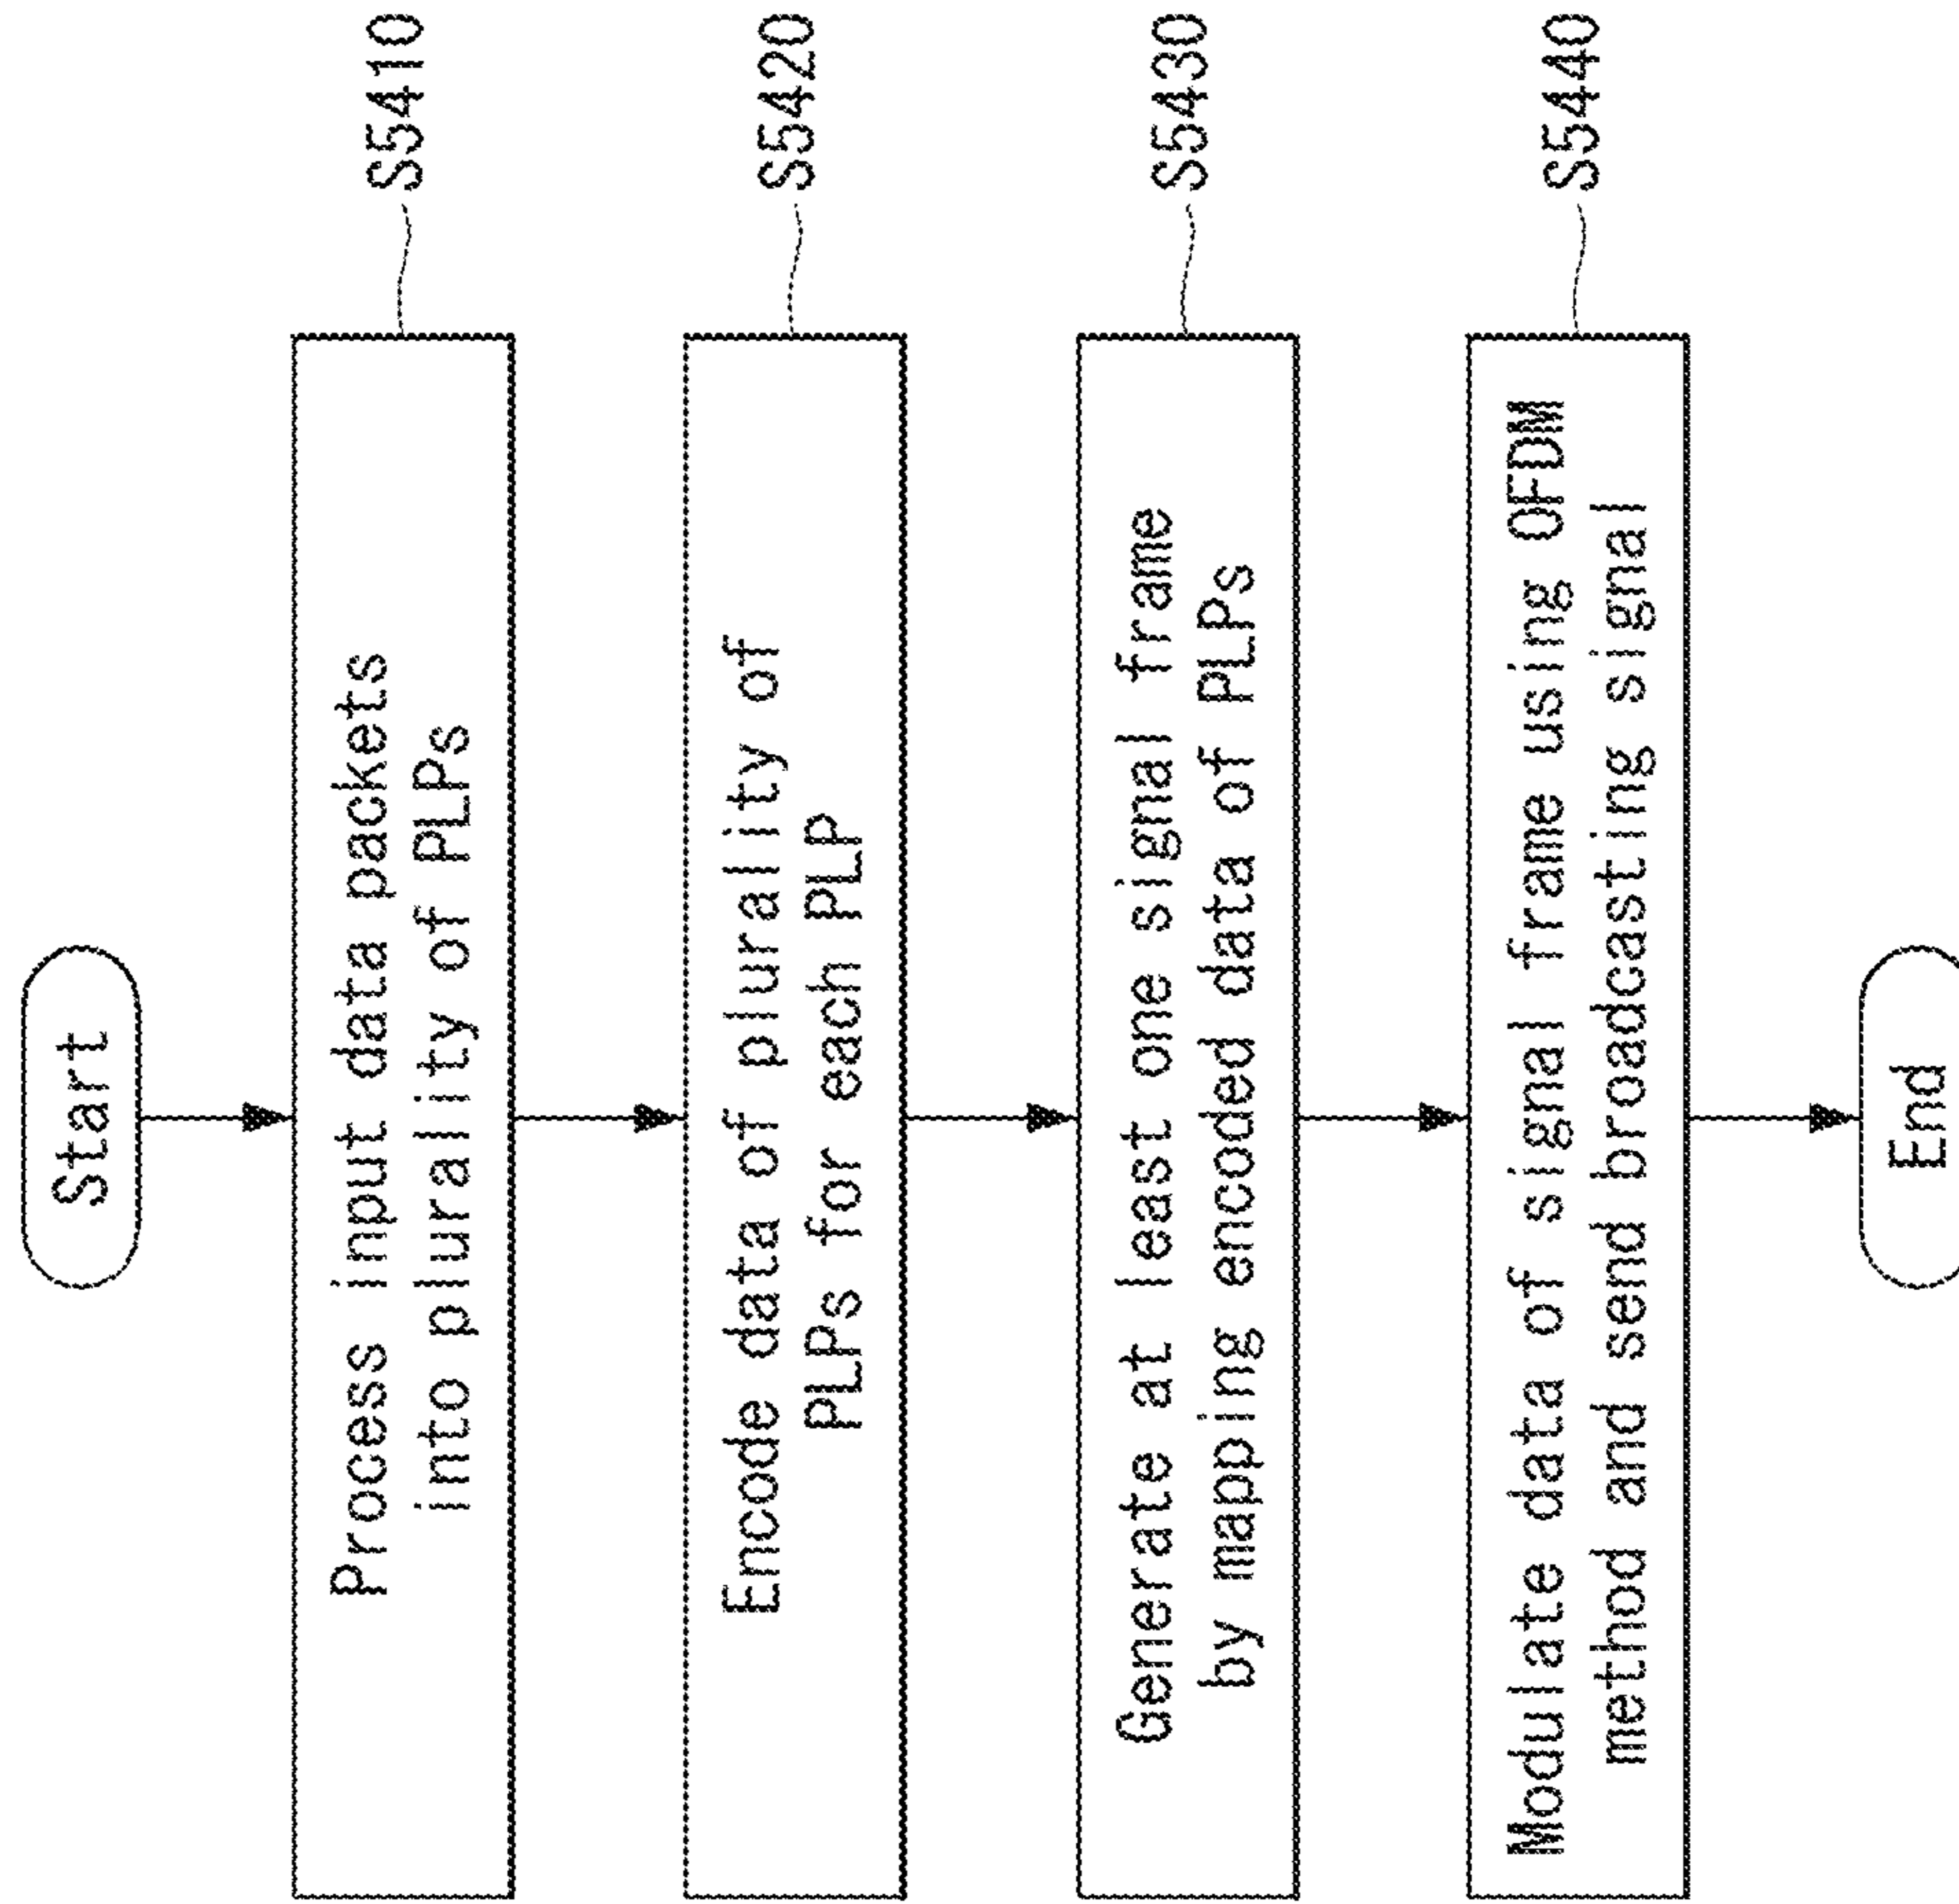 Start
Process input data packets
into plurality of PLPs
S5410
Encode data of plurality of
PLPs for each PLP
S5420
Generate at least one signal frame
by mapping encoded data of PLPs
S5430
Modulate data of signal frame using OFDM
method and send broadcasting signal
S5440
End